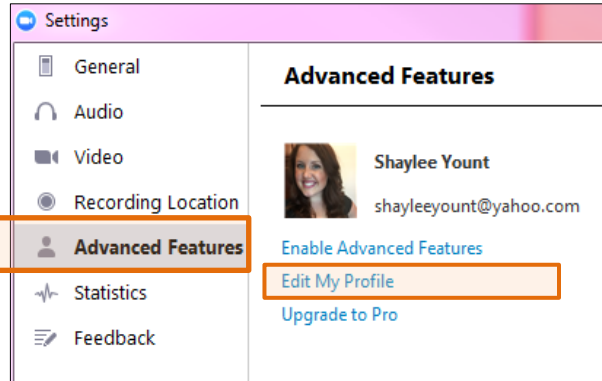 Settings
General
Audio
Video
Recording Location
Advanced Features
Statistics
Feedback
Advanced Features
Shaylee Yount
shayleeyount@yahoo.com
Enable Advanced Features
Edit My Profile
Upgrade to Pro